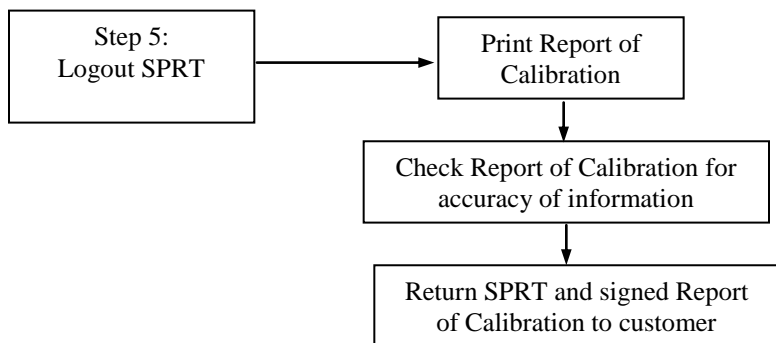 Step 5:
Logout SPRT
Print Report of
Calibration
Check Report of Calibration for
accuracy of information
Return SPRT and signed Report
of Calibration to customer